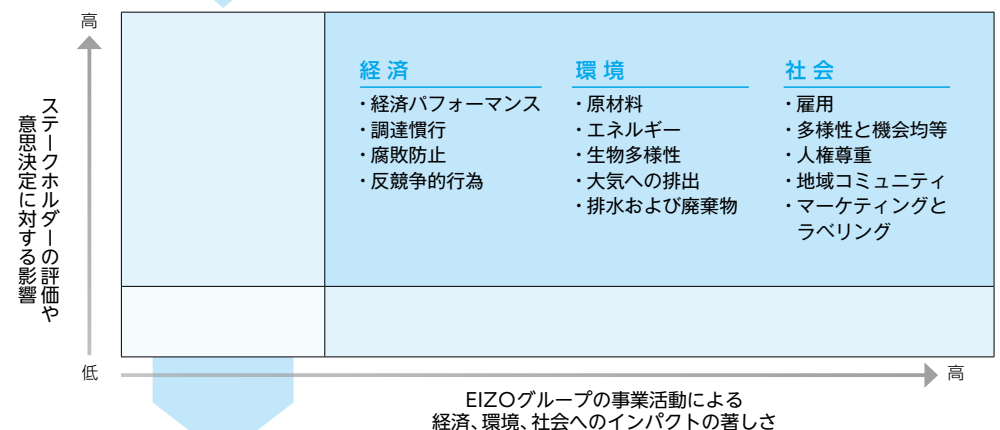 高
ステークホルダーの評価や
意思決定に対する影響
経済
・経済パフォーマンス
・調達慣行
・腐敗防止
・反競争的行為
環境
・原材料
・エネルギー
・生物多様性
・大気への排出
・排水および廃棄物
社会
・雇用
・多様性と機会均等
・人権尊重
・地域コミュニティ
・マーケティングと
ラベリング
低
高
EIZOグループの事業活動による
経済、環境、社会へのインパクトの著しさ